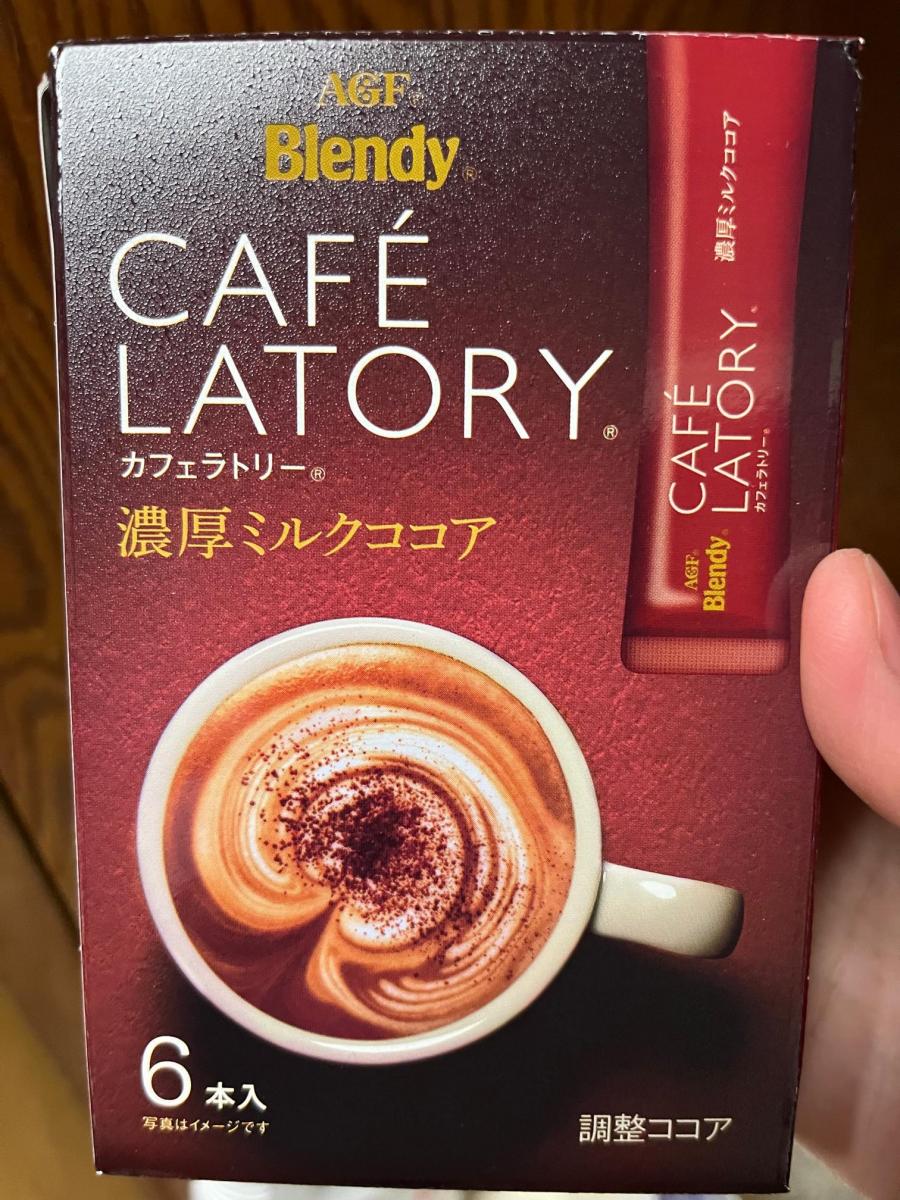 AGF®
Blendy®
CAFÉ
LATORY®
カフェラトリー®
濃厚ミルクココア
AGF®
Blendy®
CAFÉ
LATORY®
カフェラトリー®
濃厚ミルクココア
6本入
写真はイメージです
調整ココア